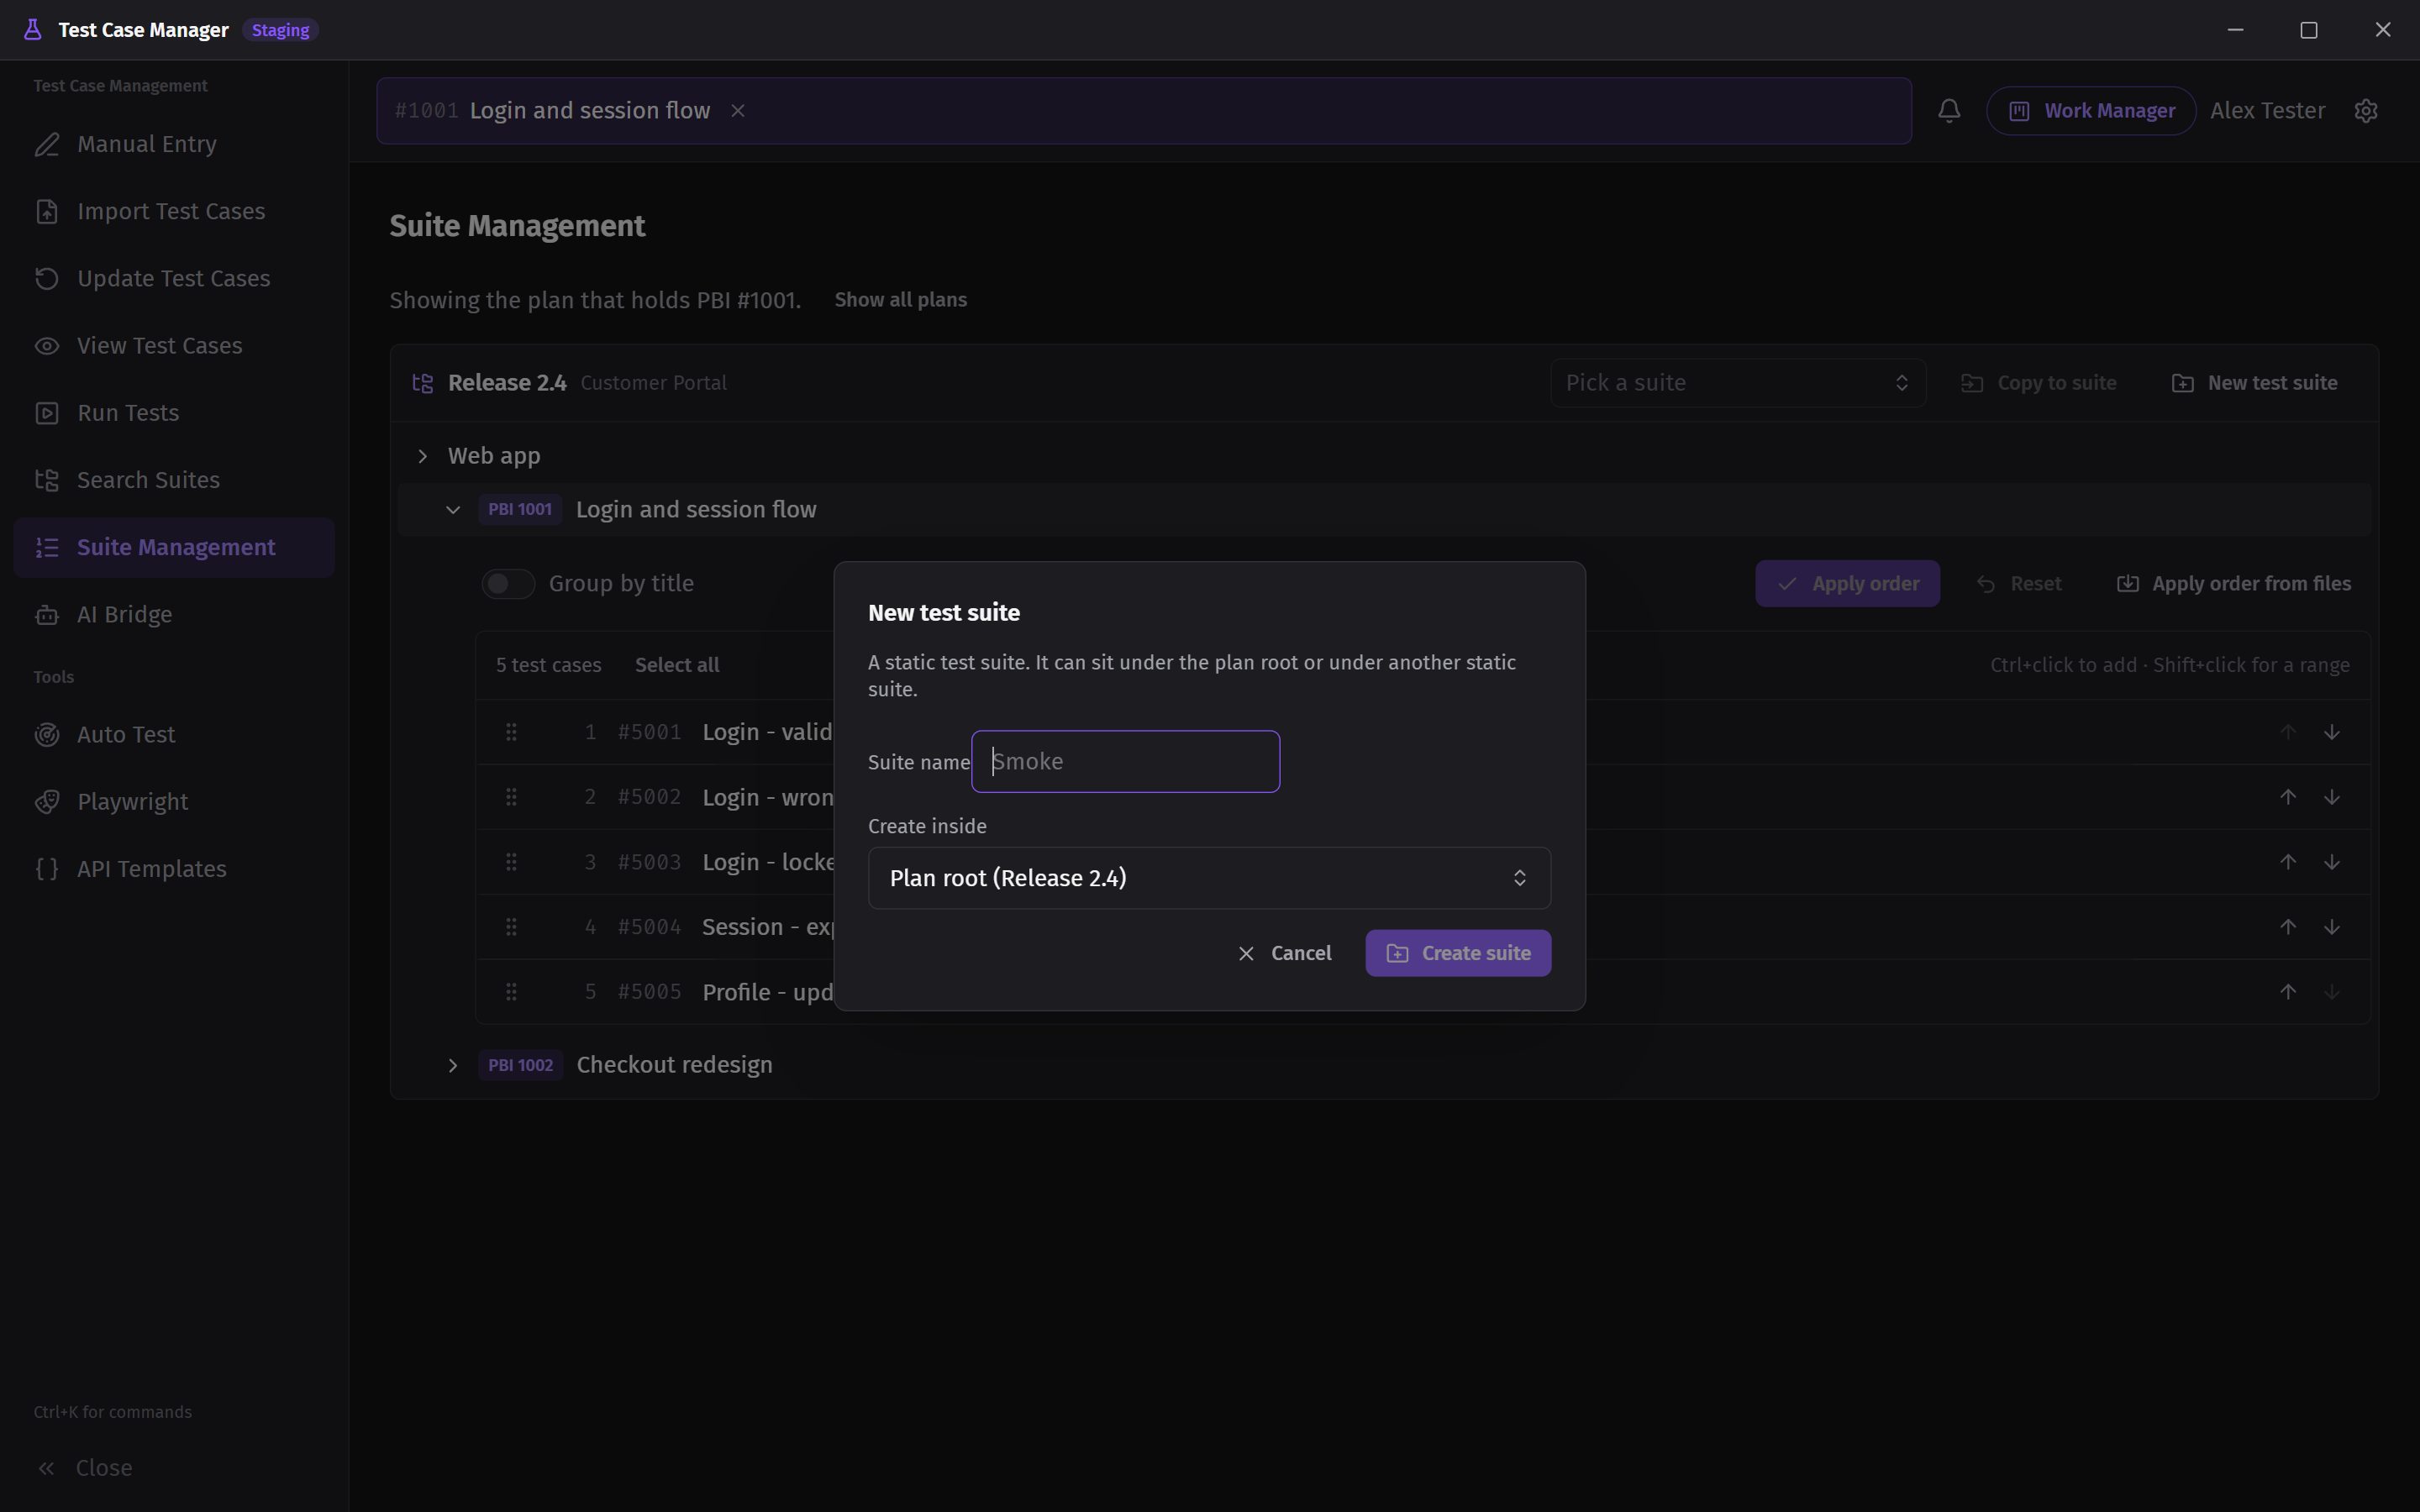 Test Case Manager Staging
Test Case Management
Manual Entry
Import Test Cases
Update Test Cases
View Test Cases
Run Tests
Search Suites
Suite Management
AI Bridge
Tools
Auto Test
Playwright
API Templates
Ctrl+K for commands
Close
#1001 Login and session flow
Work Manager
Alex Tester
Suite Management
Showing the plan that holds PBI #1001. Show all plans
Release 2.4 Customer Portal
Pick a suite
Copy to suite
New test suite
Web app
PBI 1001 Login and session flow
Group by title
Apply order
Reset
Apply order from files
5 test cases Select all
Ctrl+click to add · Shift+click for a range
1 #5001 Login - valid
2 #5002 Login - wron
3 #5003 Login - locke
4 #5004 Session - exp
5 #5005 Profile - upd
PBI 1002 Checkout redesign
New test suite
A static test suite. It can sit under the plan root or under another static
suite.
Suite name Smoke
Create inside
Plan root (Release 2.4)
Cancel
Create suite